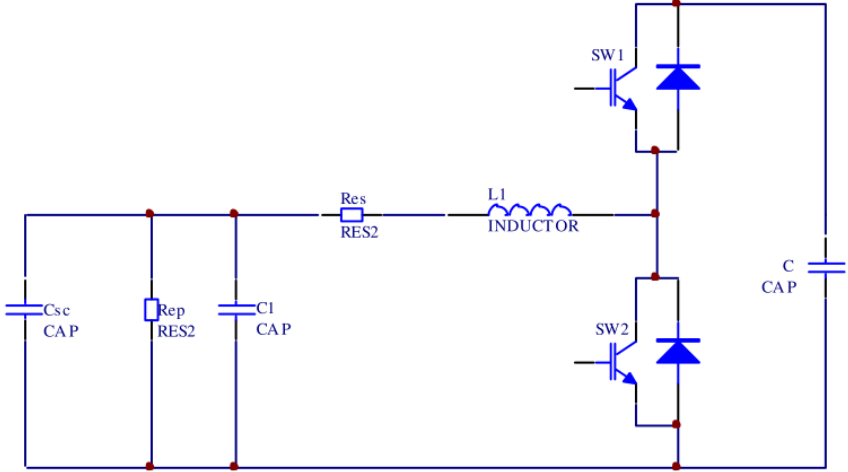 SW1
Res
RES2
L1
INDUCTOR
C
CAP
Csc
CAP
Rep
RES2
C1
CAP
SW2